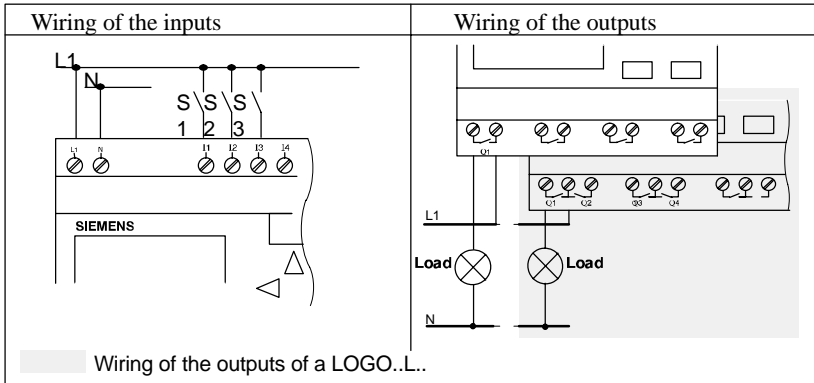 Wiring of the inputs
L1
N
S S S
1 2 3
L1 N I1 I2 I3 I4
SIEMENS
Wiring of the outputs
Q1
Q1 Q2 Q3 Q4
L1
Load Load
N
Wiring of the outputs of a LOGO..L..